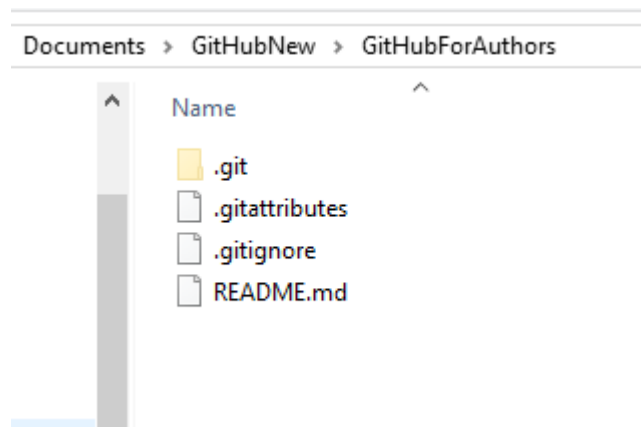 Documents > GitHubNew > GitHubForAuthors
Name
.git
.gitattributes
.gitignore
README.md